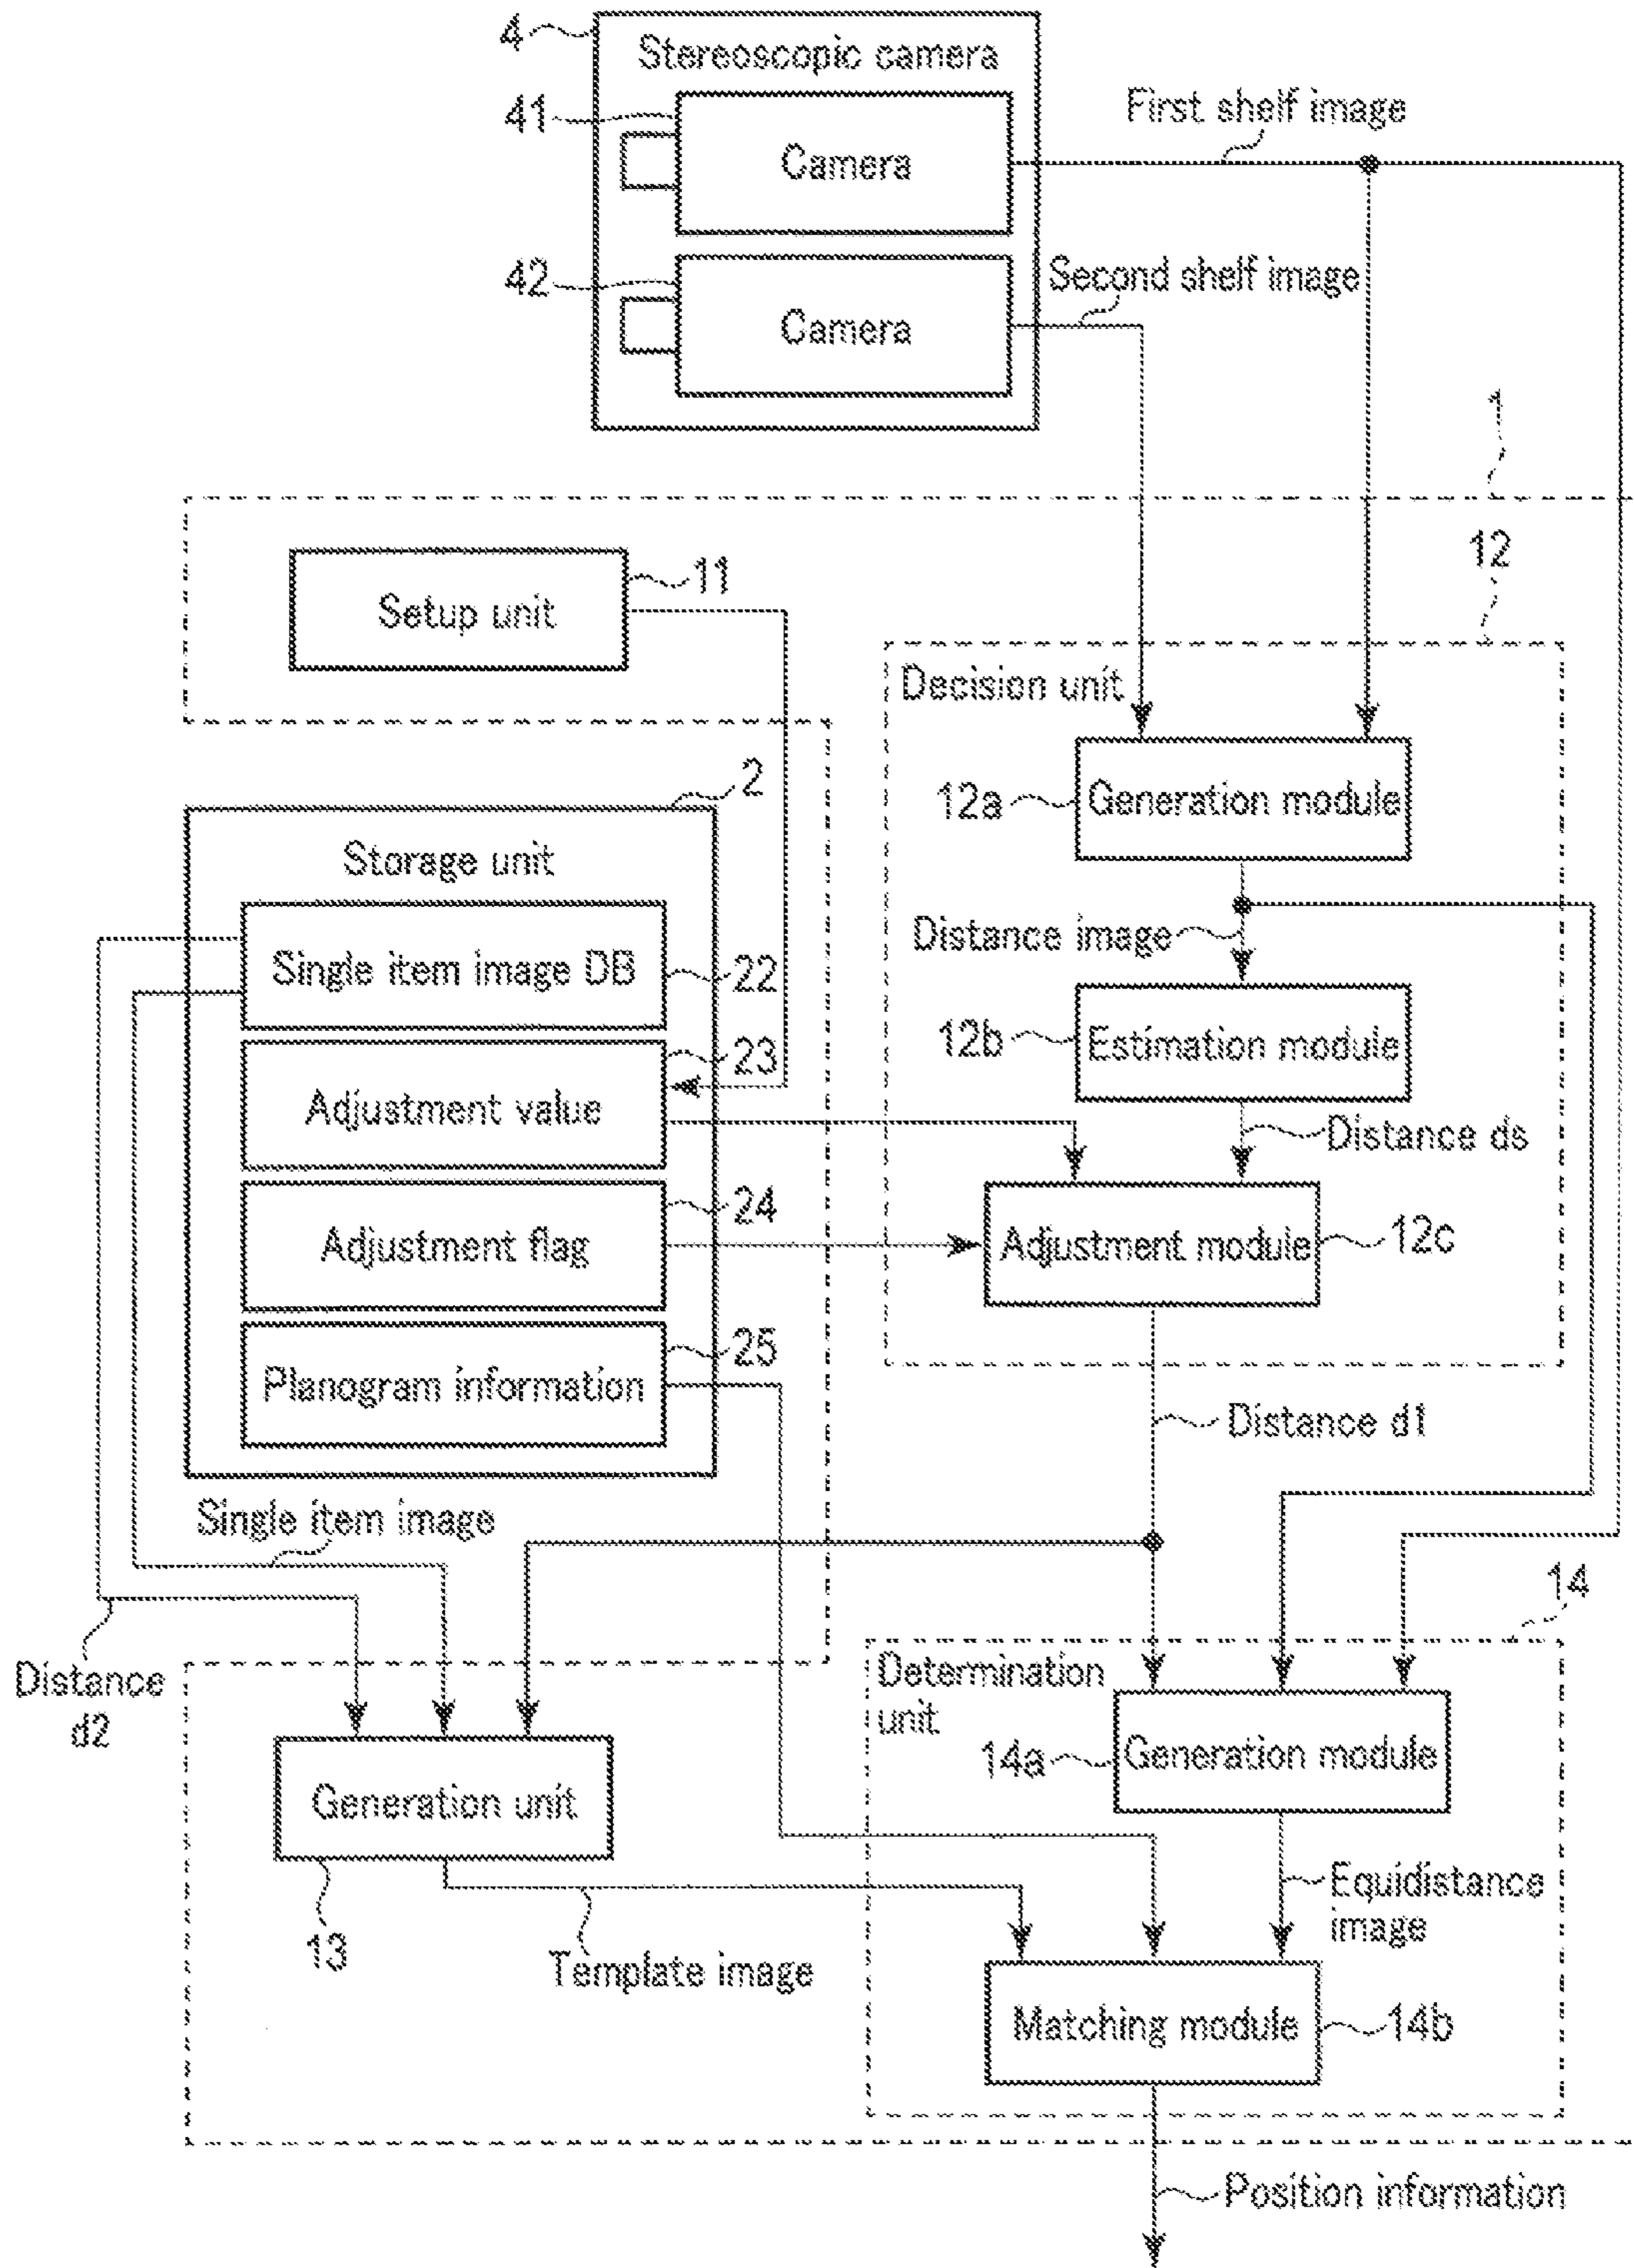 4
Stereoscopic camera
41
Camera
First shelf image
42
Camera
Second shelf image
1
12
Setup unit
11
Decision unit
12a
Generation module
2
Storage unit
Distance image
Single item image DB
22
12b
Estimation module
23
Adjustment value
Distance ds
24
Adjustment flag
Adjustment module
12c
25
Planogram information
Distance d1
Single item image
14
Distance
d2
Determination
unit
14a
Generation module
Generation unit
13
Equidistance
image
Template image
Matching module
14b
Position information